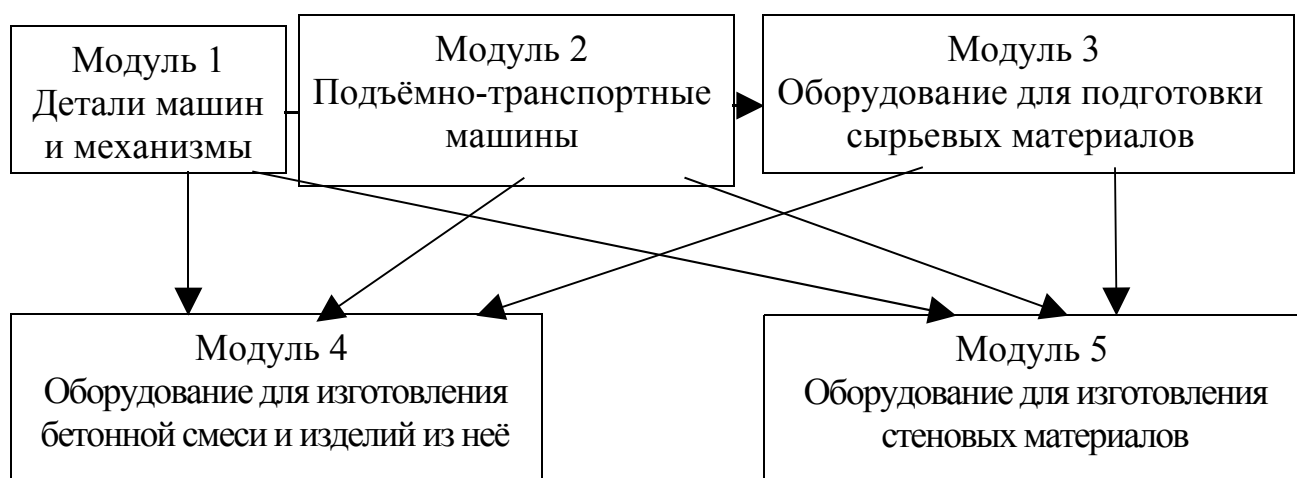 Модуль 1
Детали машин
и механизмы
Модуль 2
Подъёмно-транспортные
машины
Модуль 3
Оборудование для подготовки
сырьевых материалов
Модуль 4
Оборудование для изготовления
бетонной смеси и изделий из неё
Модуль 5
Оборудование для изготовления
стеновых материалов